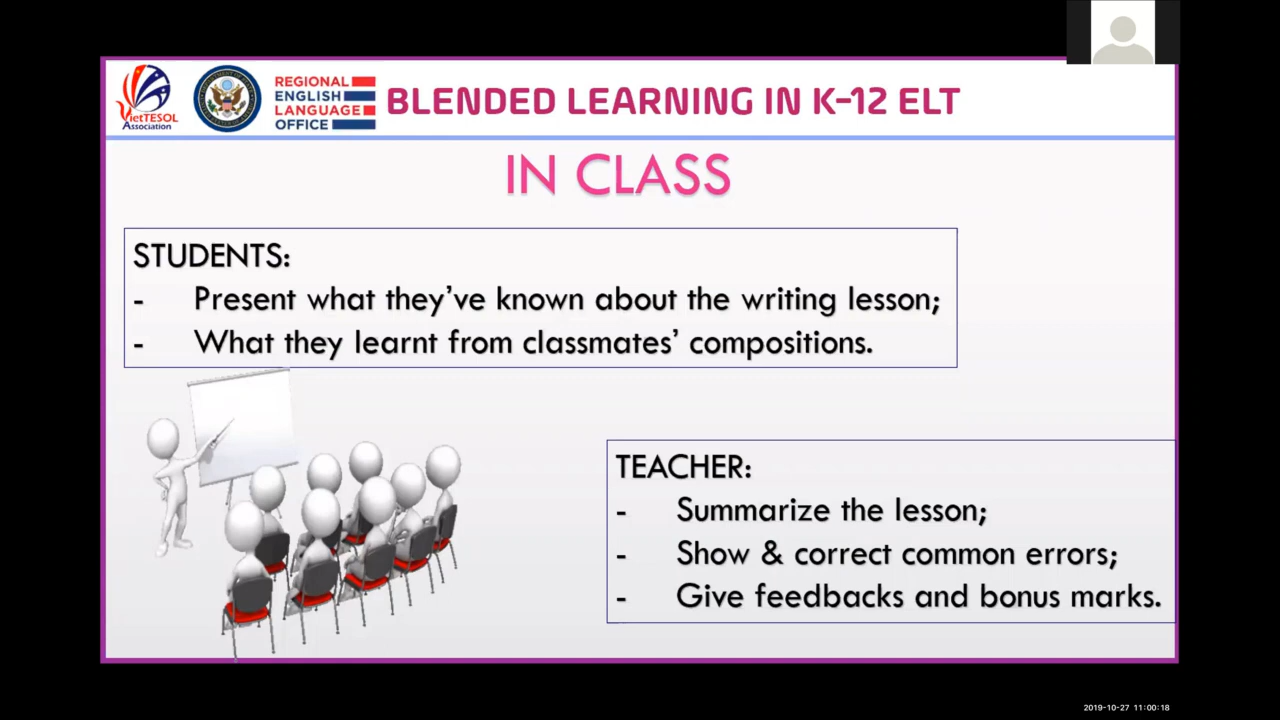 VietTESOL
Association
REGIONAL
ENGLISH
LANGUAGE
OFFICE
BLENDED LEARNING IN K-12 ELT
IN CLASS
STUDENTS:
- Present what they’ve known about the writing lesson;
- What they learnt from classmates’ compositions.
TEACHER:
- Summarize the lesson;
- Show & correct common errors;
- Give feedbacks and bonus marks.
2019-10-27 11:00:18